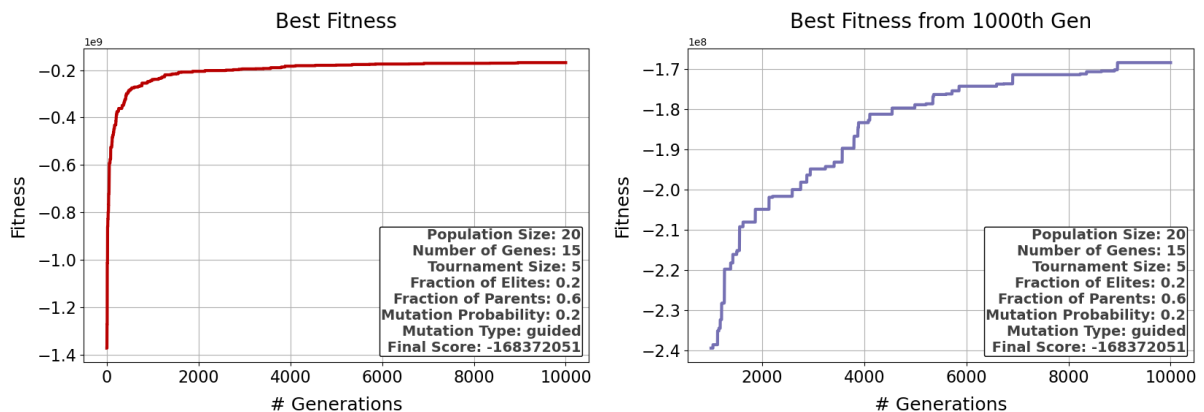 Best Fitness
1e9
−0.2
−0.4
−0.6
−0.9
−1.0
−1.3
−1.4
Fitness
0
2000
4000
6000
8000
10000
# Generations
Population Size: 20
Number of Genes: 15
Tournament Size: 5
Fraction of Elites: 0.2
Fraction of Parents: 0.6
Mutation Probability: 0.2
Mutation Type: guided
Final Score: -168372051
Best Fitness from 1000th Gen
1e8
−1.7
−1.8
−1.9
−2.0
−2.1
−2.2
−2.3
−2.4
Fitness
2000
4000
6000
8000
10000
# Generations
Population Size: 20
Number of Genes: 15
Tournament Size: 5
Fraction of Elites: 0.2
Fraction of Parents: 0.6
Mutation Probability: 0.2
Mutation Type: guided
Final Score: -168372051